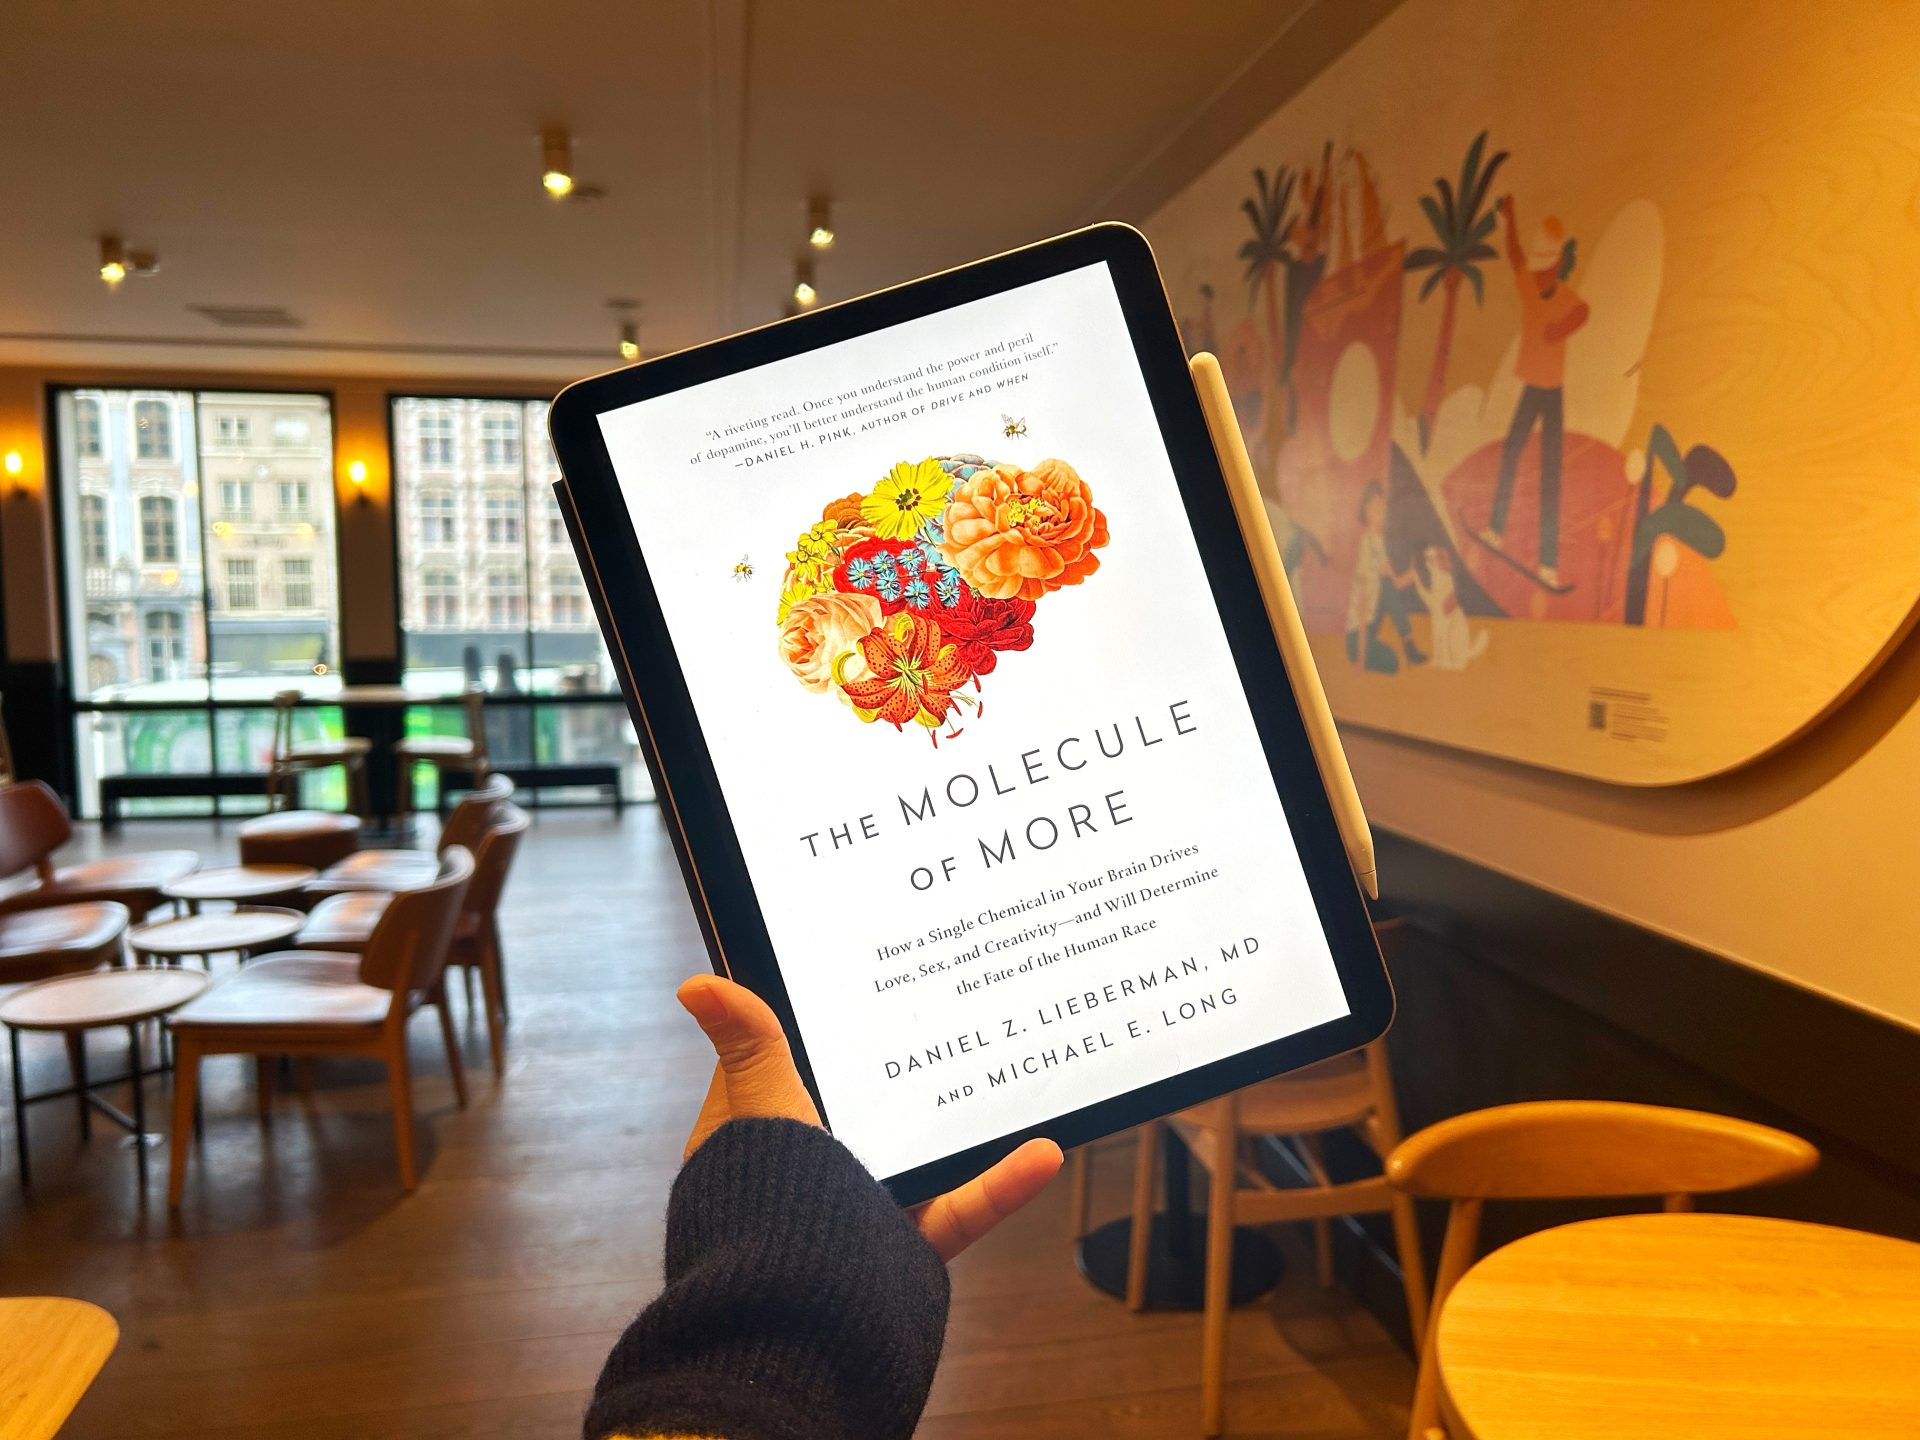 “A riveting read. Once you understand the power and peril
of dopamine, you’ll better understand the human condition itself.”
—DANIEL H. PINK, AUTHOR OF DRIVE AND WHEN
THE MOLECULE
OF MORE
How a Single Chemical in Your Brain Drives
Love, Sex, and Creativity—and Will Determine
the Fate of the Human Race
DANIEL Z. LIEBERMAN, MD
AND MICHAEL E. LONG